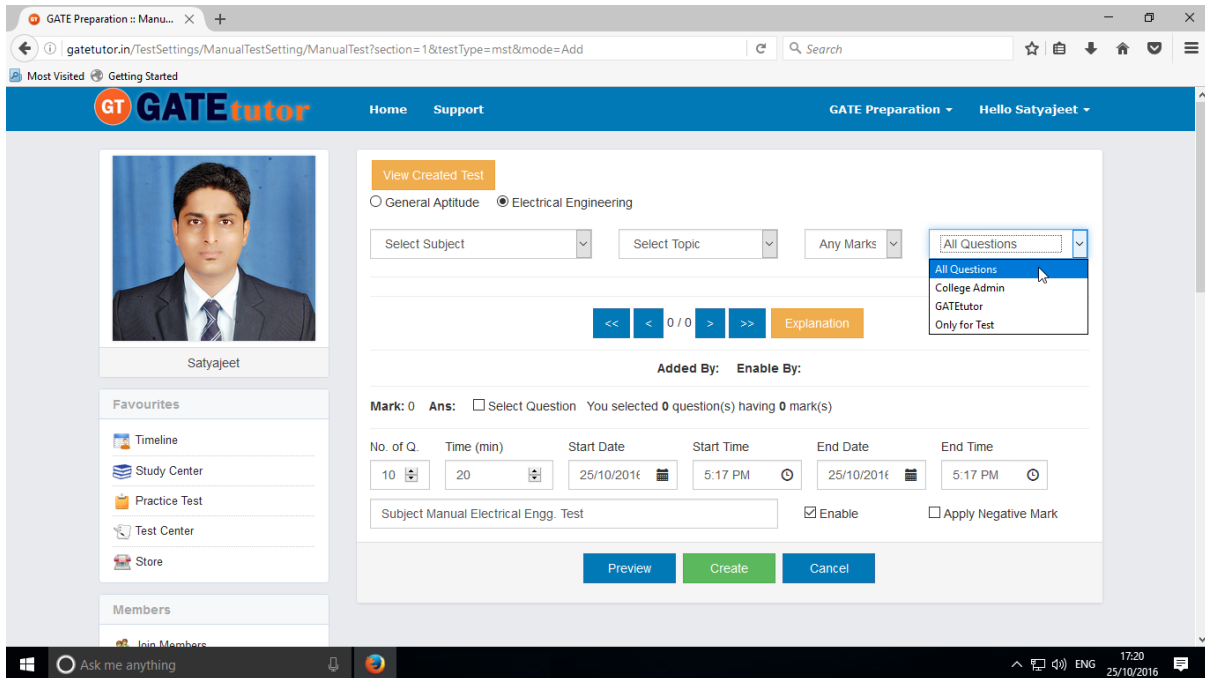 GATE Preparation :: Manu...
gatetutor.in/TestSettings/ManualTestSetting/ManualTest?section=1&testType=mst&mode=Add
Search
Most Visited Getting Started
GT GATEtutor Home Support GATE Preparation Hello Satyajeet
View Created Test
General Aptitude Electrical Engineering
Select Subject Select Topic Any Marks All Questions
All Questions
College Admin
GATEtutor
Only for Test
<< < 0 / 0 > >> Explanation
Added By: Enable By:
Mark: 0 Ans: Select Question You selected 0 question(s) having 0 mark(s)
No. of Q. Time (min) Start Date Start Time End Date End Time
10 20 25/10/2016 5:17 PM 25/10/2016 5:17 PM
Subject Manual Electrical Engg. Test Enable Apply Negative Mark
Preview Create Cancel
Satyajeet
Favourites
Timeline
Study Center
Practice Test
Test Center
Store
Members
Join Members
Ask me anything
ENG 17:20
25/10/2016